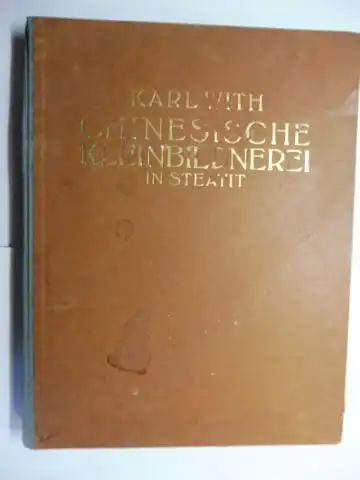 KARL WITH
CHINESISCHE
KLEINBILDNEREI
IN STEATIT